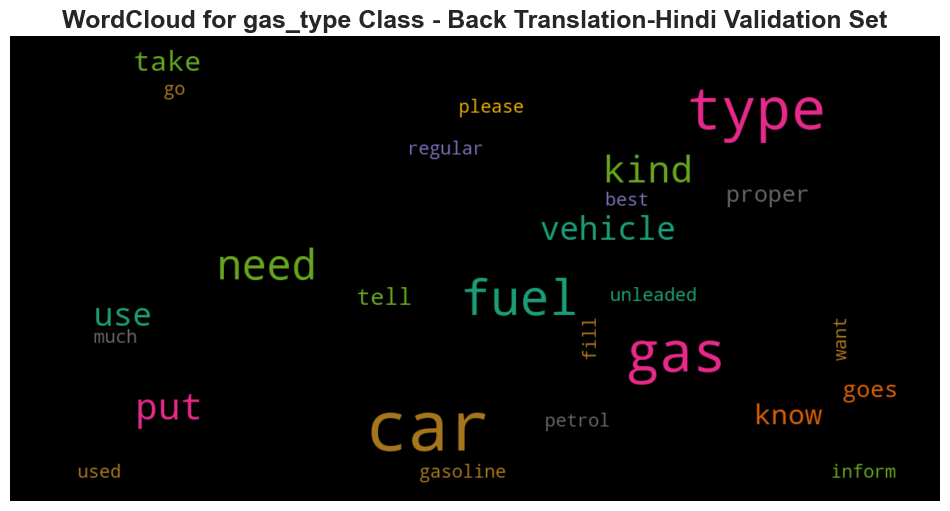 WordCloud for gas_type Class - Back Translation-Hindi Validation Set
take
go
please
type
regular
kind
best
proper
vehicle
need
tell
fuel
unleaded
use
much
fill
want
gas
put
goes
car
petrol
know
used
gasoline
inform